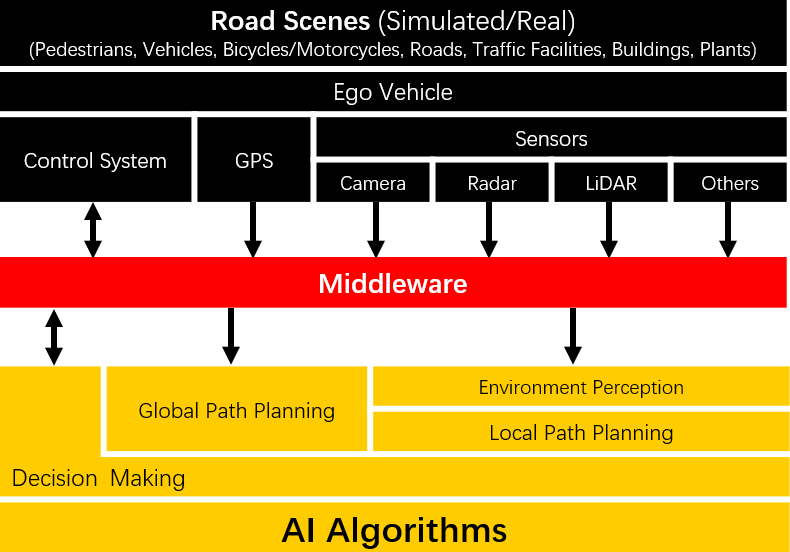 Road Scenes (Simulated/Real)
(Pedestrians, Vehicles, Bicycles/Motorcycles, Roads, Traffic Facilities, Buildings, Plants)
Ego Vehicle
Control System
GPS
Sensors
Camera
Radar
LiDAR
Others
Middleware
Global Path Planning
Environment Perception
Local Path Planning
Decision Making
AI Algorithms